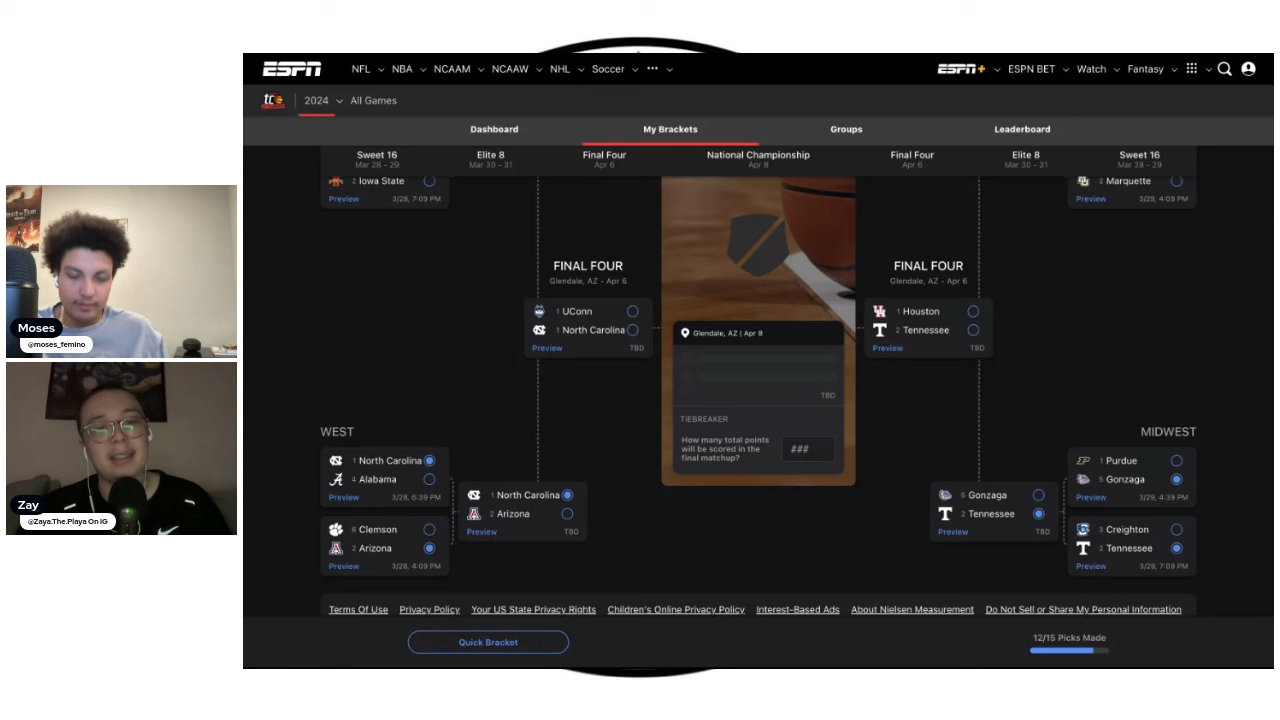 ESPN NFL NBA NCAAM NCAAW NHL Soccer ••• ESPN+ ESPN BET Watch Fantasy
tc 2024 All Games
Dashboard My Brackets Groups Leaderboard
Sweet 16 Elite 8 Final Four National Championship Final Four Elite 8 Sweet 16
Mar 28 - 29 Mar 30 - 31 Apr 6 Apr 8 Apr 6 Mar 30 - 31 Mar 28 - 29
2 Iowa State 2 Marquette
Preview 3/28, 7:09 PM Preview 3/29, 4:09 PM
FINAL FOUR FINAL FOUR
Glendale, AZ - Apr 6 Glendale, AZ - Apr 6
1 UConn 1 Houston
1 North Carolina 2 Tennessee
Preview TBD Preview TBD
Glendale, AZ | Apr 8
TBD
TIEBREAKER
How many total points
will be scored in the
final matchup?
###
WEST MIDWEST
1 North Carolina 1 Purdue
4 Alabama 5 Gonzaga
Preview 3/28, 6:39 PM Preview 3/29, 4:39 PM
1 North Carolina 5 Gonzaga
2 Arizona 2 Tennessee
Preview TBD Preview TBD
6 Clemson 3 Creighton
2 Arizona 2 Tennessee
Preview 3/28, 4:09 PM Preview 3/29, 7:09 PM
Terms Of Use Privacy Policy Your US State Privacy Rights Children's Online Privacy Policy Interest-Based Ads About Nielsen Measurement Do Not Sell or Share My Personal Information
Quick Bracket 12/15 Picks Made
Moses
@moses_femino
Zay
@Zaya.The.Playa On IG